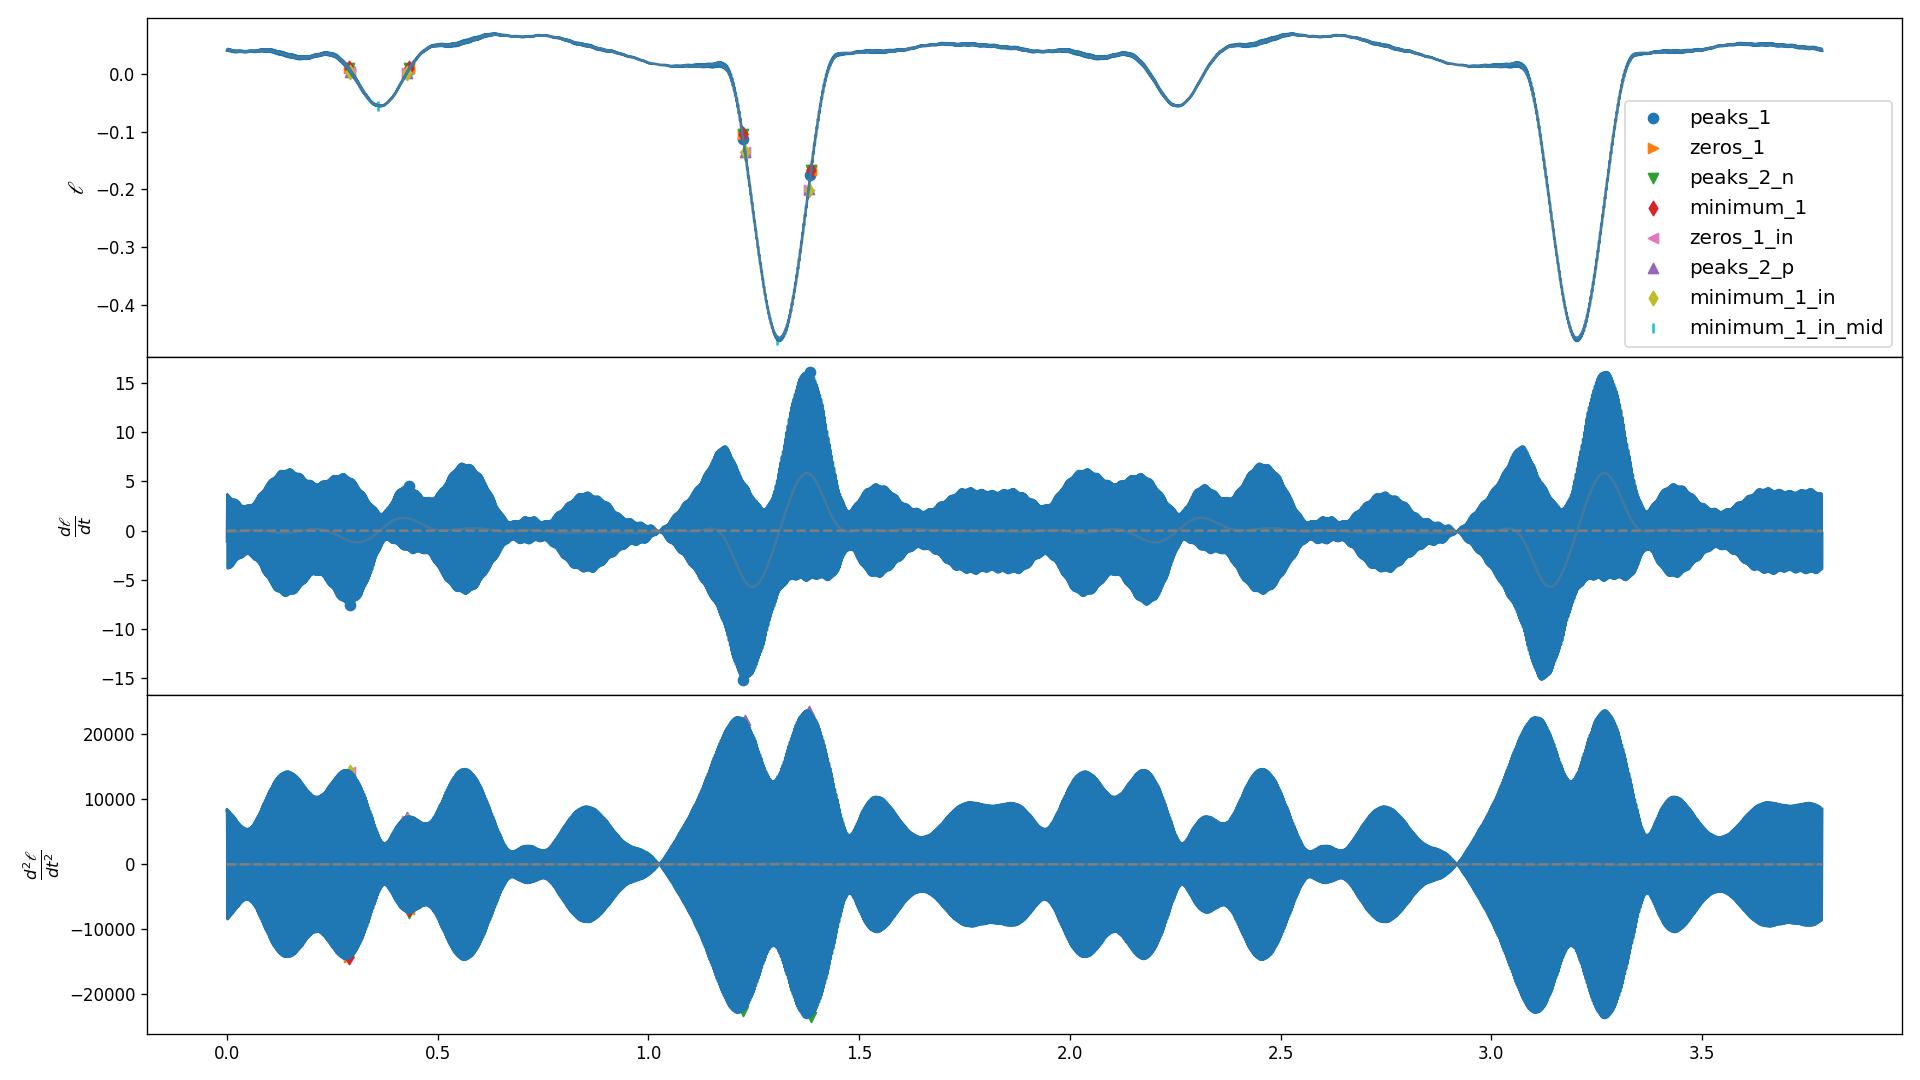 0.0
−0.1
−0.2
−0.3
−0.4
ℓ
peaks_1
zeros_1
peaks_2_n
minimum_1
zeros_1_in
peaks_2_p
minimum_1_in
minimum_1_in_mid
15
10
5
0
−5
−10
−15
dℓ/dt
20000
10000
0
−10000
−20000
d²ℓ/dt²
0.0 0.5 1.0 1.5 2.0 2.5 3.0 3.5